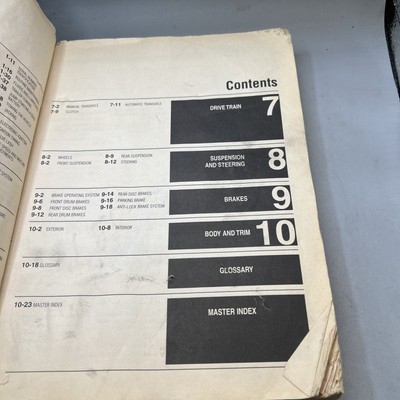 Contents
7-2 MANUAL TRANSAXLE 7-11 AUTOMATIC TRANSAXLE DRIVE TRAIN 7
7-9 CLUTCH
8-2 WHEELS 8-8 REAR SUSPENSION SUSPENSION
8-2 FRONT SUSPENSION 8-12 STEERING AND STEERING 8
9-2 BRAKE OPERATING SYSTEM 9-14 REAR DISC BRAKES
9-6 FRONT DRUM BRAKES 9-16 PARKING BRAKE BRAKES 9
9-8 FRONT DISC BRAKES 9-18 ANTI-LOCK BRAKE SYSTEM
9-12 REAR DRUM BRAKES
10-2 EXTERIOR 10-8 INTERIOR BODY AND TRIM 10
10-18 GLOSSARY GLOSSARY
10-23 MASTER INDEX MASTER INDEX
1-11